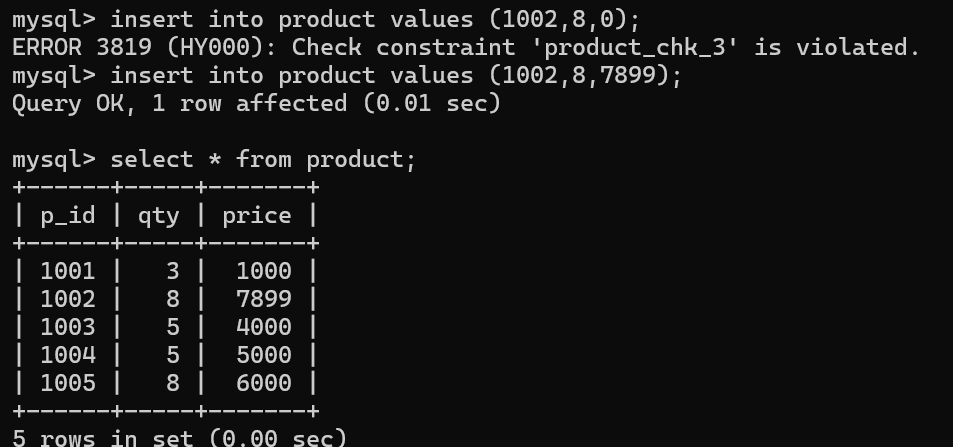 mysql> insert into product values (1002,8,0);
ERROR 3819 (HY000): Check constraint 'product_chk_3' is violated.
mysql> insert into product values (1002,8,7899);
Query OK, 1 row affected (0.01 sec)

mysql> select * from product;
+------+-----+-------+
| p_id | qty | price |
+------+-----+-------+
| 1001 |   3 |  1000 |
| 1002 |   8 |  7899 |
| 1003 |   5 |  4000 |
| 1004 |   5 |  5000 |
| 1005 |   8 |  6000 |
+------+-----+-------+
5 rows in set (0.00 sec)